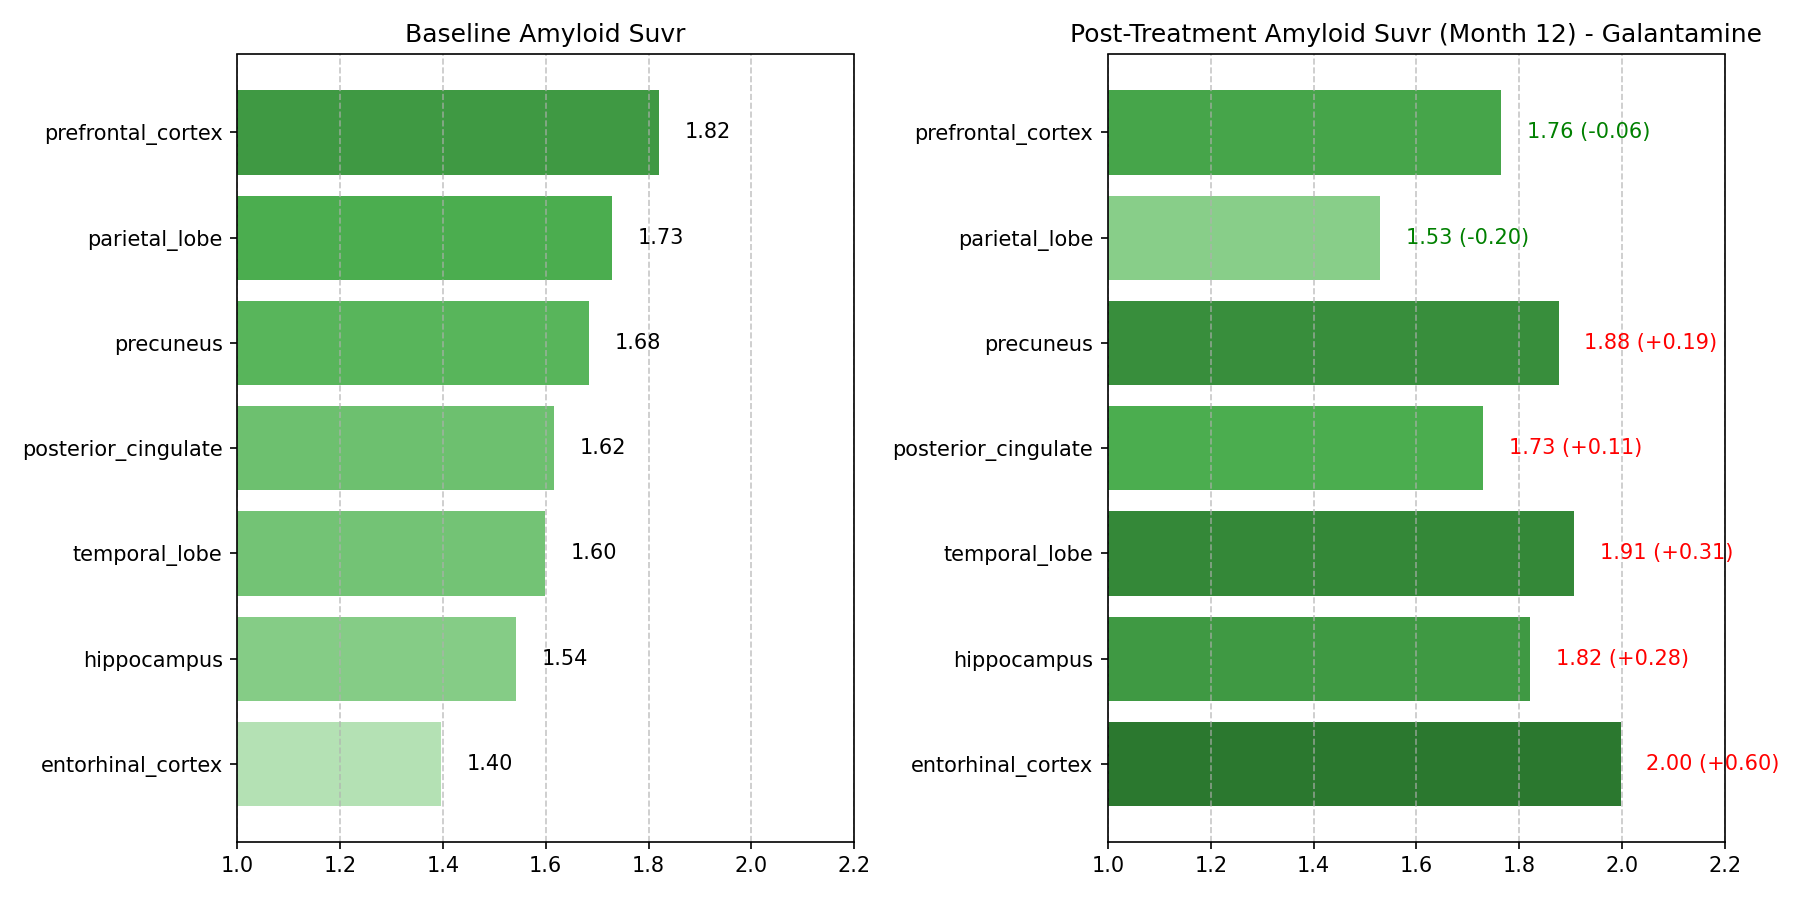 Baseline Amyloid Suvr
prefrontal_cortex 1.82
parietal_lobe 1.73
precuneus 1.68
posterior_cingulate 1.62
temporal_lobe 1.60
hippocampus 1.54
entorhinal_cortex 1.40
1.0 1.2 1.4 1.6 1.8 2.0 2.2
Post-Treatment Amyloid Suvr (Month 12) - Galantamine
prefrontal_cortex 1.76 (-0.06)
parietal_lobe 1.53 (-0.20)
precuneus 1.88 (+0.19)
posterior_cingulate 1.73 (+0.11)
temporal_lobe 1.91 (+0.31)
hippocampus 1.82 (+0.28)
entorhinal_cortex 2.00 (+0.60)
1.0 1.2 1.4 1.6 1.8 2.0 2.2